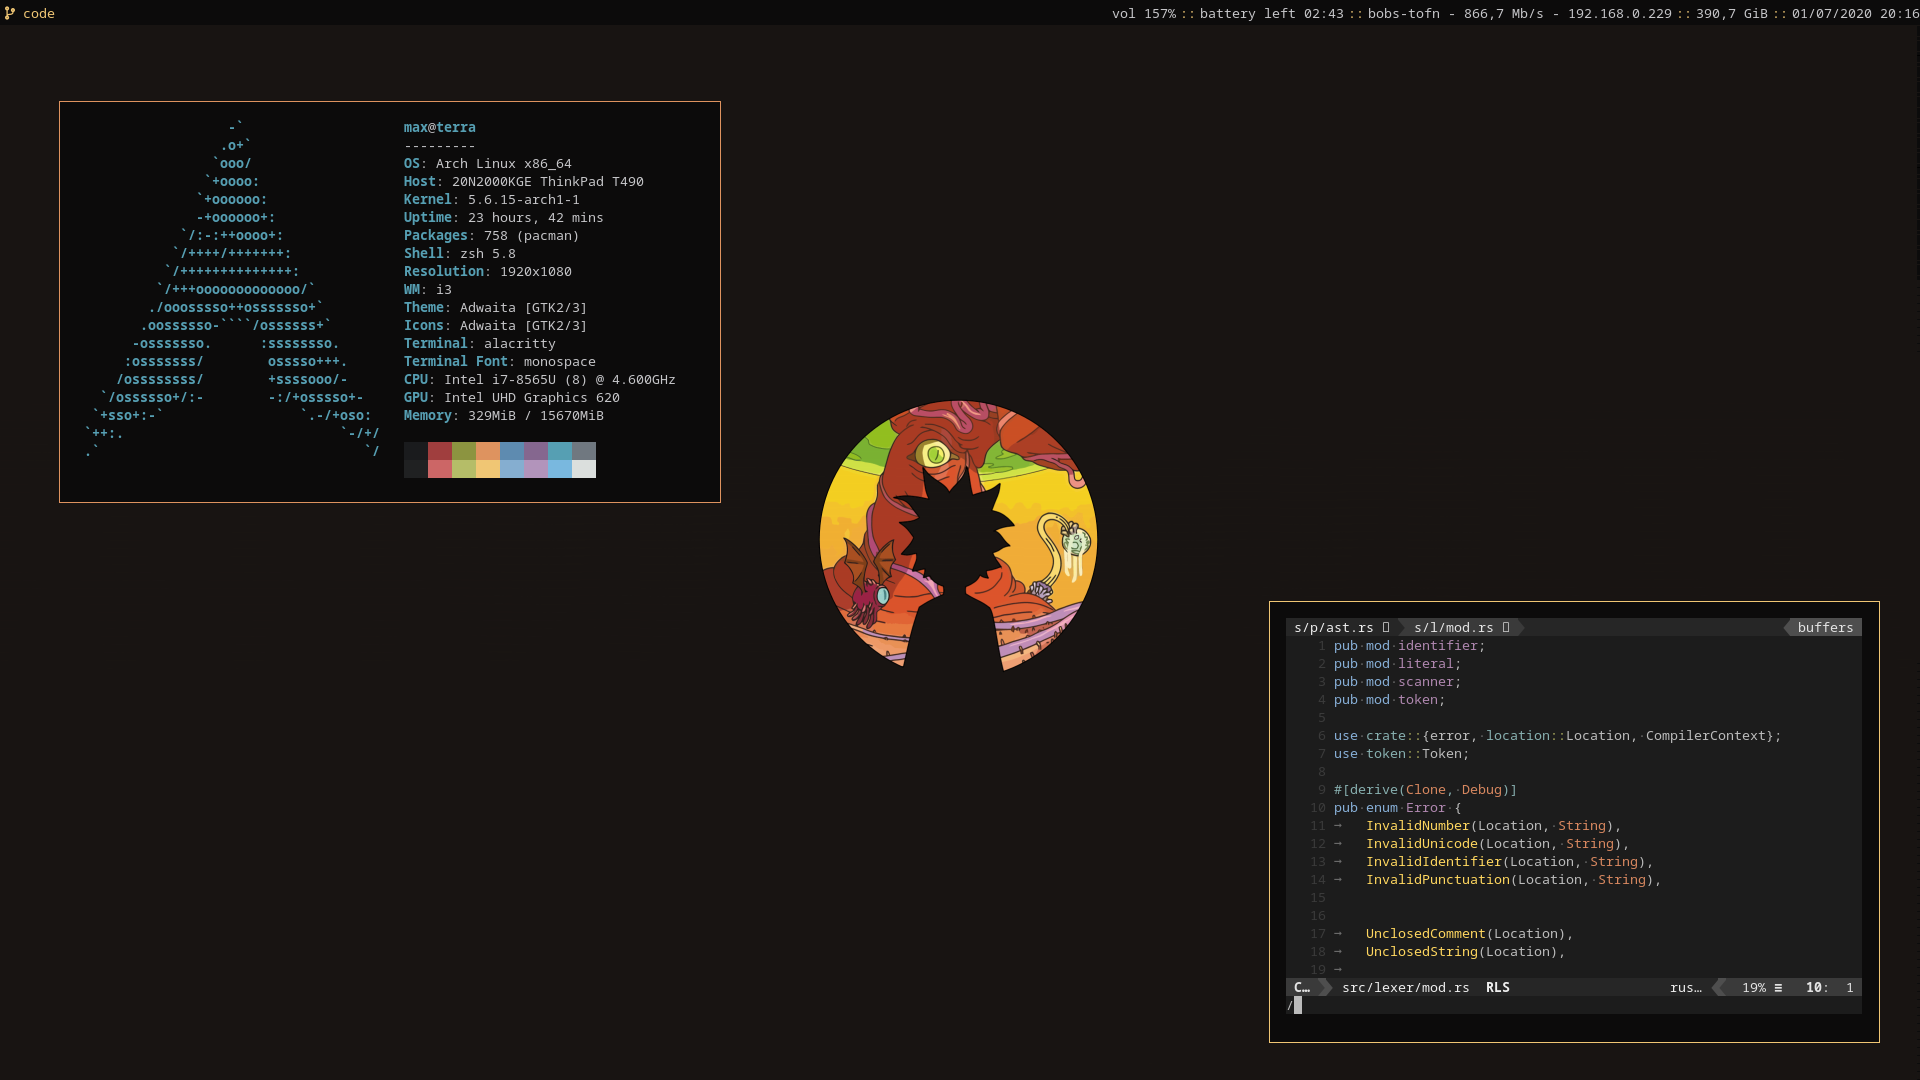 code
vol 157% :: battery left 02:43 :: bobs-tofn - 866,7 Mb/s - 192.168.0.229 :: 390,7 GiB :: 01/07/2020 20:16
-`
.o+`
`ooo/
`+oooo:
`+oooooo:
-+oooooo+:
`/:-:++oooo+:
`/++++/+++++++:
`/++++++++++++++:
`/+++ooooooooooooo/`
./ooosssso++osssssso+`
.oossssso-````/ossssss+`
-osssssso.      :ssssssso.
:osssssss/        osssso+++.
/ossssssss/        +ssssooo/-
`/ossssso+/:-        -:/+osssso+-
`+sso+:-`                 `.-/+oso:
`++:.                           `-/+/
.`                                 `/
max@terra
---------
OS: Arch Linux x86_64
Host: 20N2000KGE ThinkPad T490
Kernel: 5.6.15-arch1-1
Uptime: 23 hours, 42 mins
Packages: 758 (pacman)
Shell: zsh 5.8
Resolution: 1920x1080
WM: i3
Theme: Adwaita [GTK2/3]
Icons: Adwaita [GTK2/3]
Terminal: alacritty
Terminal Font: monospace
CPU: Intel i7-8565U (8) @ 4.600GHz
GPU: Intel UHD Graphics 620
Memory: 329MiB / 15670MiB
s/p/ast.rs s/l/mod.rs buffers
1 pub·mod·identifier;
2 pub·mod·literal;
3 pub·mod·scanner;
4 pub·mod·token;
5
6 use·crate::{error,·location::Location,·CompilerContext};
7 use·token::Token;
8
9 #[derive(Clone,·Debug)]
10 pub·enum·Error·{
11 →   InvalidNumber(Location,·String),
12 →   InvalidUnicode(Location,·String),
13 →   InvalidIdentifier(Location,·String),
14 →   InvalidPunctuation(Location,·String),
15
16
17 →   UnclosedComment(Location),
18 →   UnclosedString(Location),
19 →
C… src/lexer/mod.rs RLS rus… 19% ≡ 10: 1
/